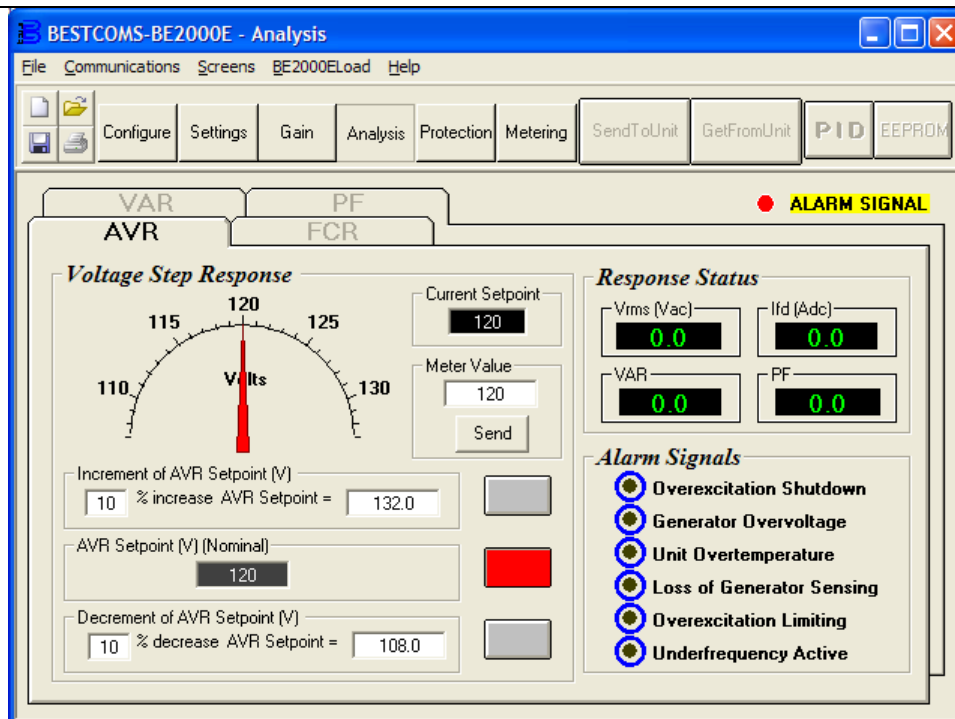 BESTCOMS-BE2000E - Analysis
File Communications Screens BE2000ELoad Help
Configure Settings Gain Analysis Protection Metering SendToUnit GetFromUnit PID EEPROM
VAR PF
AVR FCR
ALARM SIGNAL
Voltage Step Response
110 115 120 125 130
Volts
Current Setpoint
120
Meter Value
120
Send
Increment of AVR Setpoint (V)
10 % increase AVR Setpoint = 132.0
AVR Setpoint (V) (Nominal)
120
Decrement of AVR Setpoint (V)
10 % decrease AVR Setpoint = 108.0
Response Status
Vrms (Vac) Ifd (Adc)
0.0 0.0
VAR PF
0.0 0.0
Alarm Signals
Overexcitation Shutdown
Generator Overvoltage
Unit Overtemperature
Loss of Generator Sensing
Overexcitation Limiting
Underfrequency Active